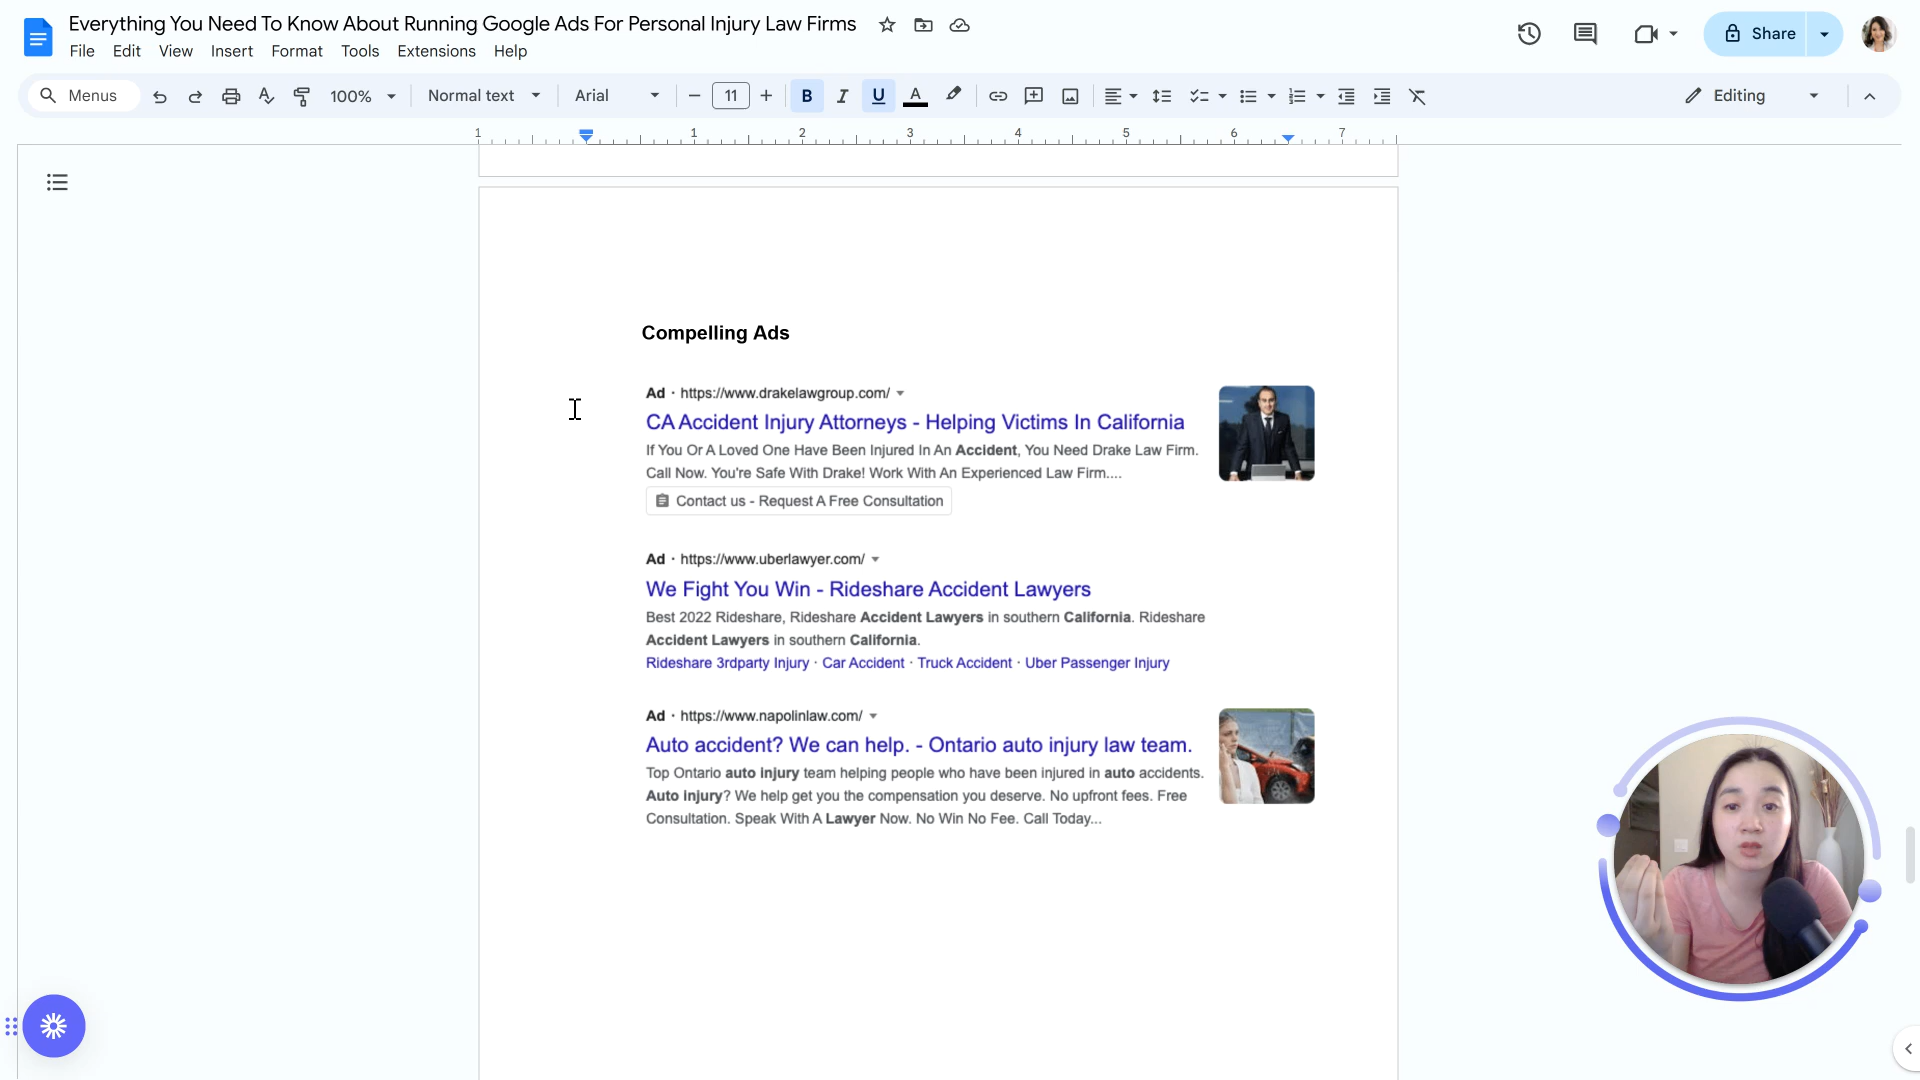 Everything You Need To Know About Running Google Ads For Personal Injury Law Firms
File Edit View Insert Format Tools Extensions Help
Share
Menus 100% Normal text Arial 11 B I U A Editing
1 1 2 3 4 5 6 7
Compelling Ads
Ad · https://www.drakelawgroup.com/
CA Accident Injury Attorneys - Helping Victims In California
If You Or A Loved One Have Been Injured In An Accident, You Need Drake Law Firm.
Call Now. You're Safe With Drake! Work With An Experienced Law Firm....
Contact us - Request A Free Consultation
Ad · https://www.uberlawyer.com/
We Fight You Win - Rideshare Accident Lawyers
Best 2022 Rideshare, Rideshare Accident Lawyers in southern California. Rideshare
Accident Lawyers in southern California.
Rideshare 3rdparty Injury · Car Accident · Truck Accident · Uber Passenger Injury
Ad · https://www.napolinlaw.com/
Auto accident? We can help. - Ontario auto injury law team.
Top Ontario auto injury team helping people who have been injured in auto accidents.
Auto injury? We help get you the compensation you deserve. No upfront fees. Free
Consultation. Speak With A Lawyer Now. No Win No Fee. Call Today...